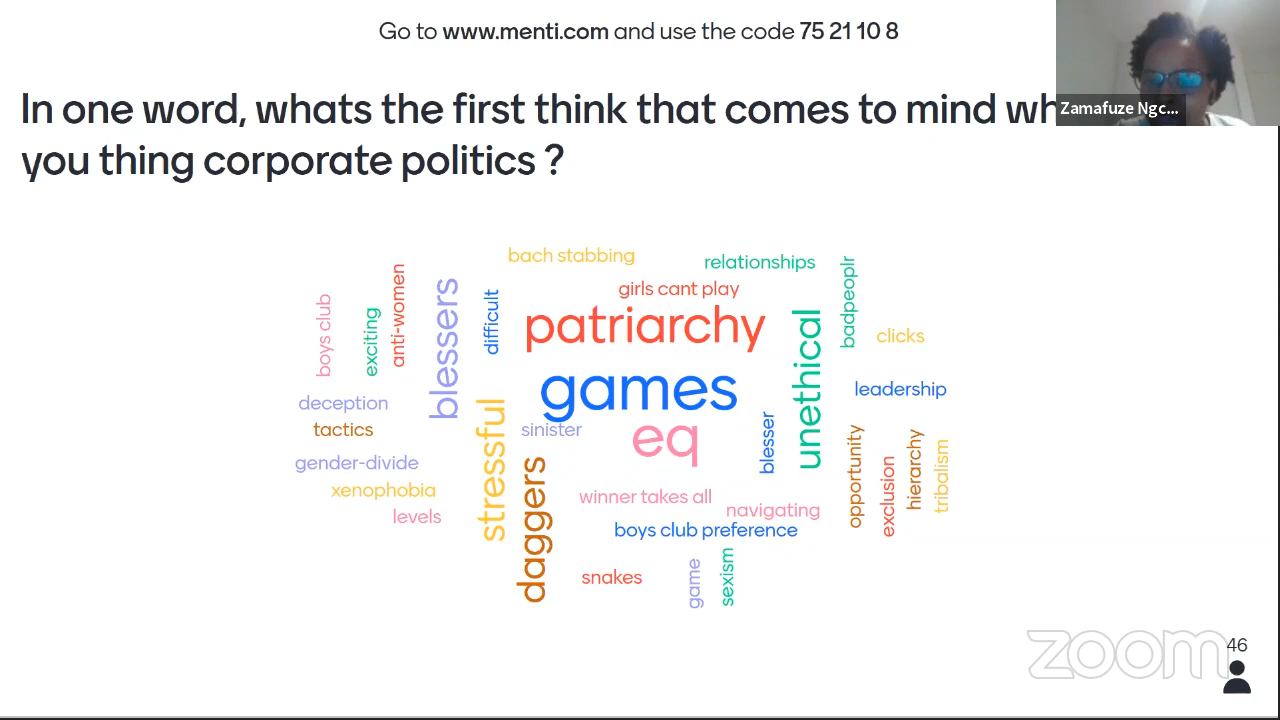 Go to www.menti.com and use the code 75 21 10 8
Zamafuze Ngc...
In one word, whats the first think that comes to mind wh
you thing corporate politics ?
bach stabbing
relationships
girls cant play
badpeoplr
boys club
exciting
anti-women
blessers
difficult
patriarchy
unethical
clicks
games
leadership
deception
tactics
sinister
eq
blesser
gender-divide
xenophobia
levels
stressful
daggers
winner takes all
navigating
boys club preference
opportunity
exclusion
hierarchy
tribalism
snakes
game
sexism
zoom
46